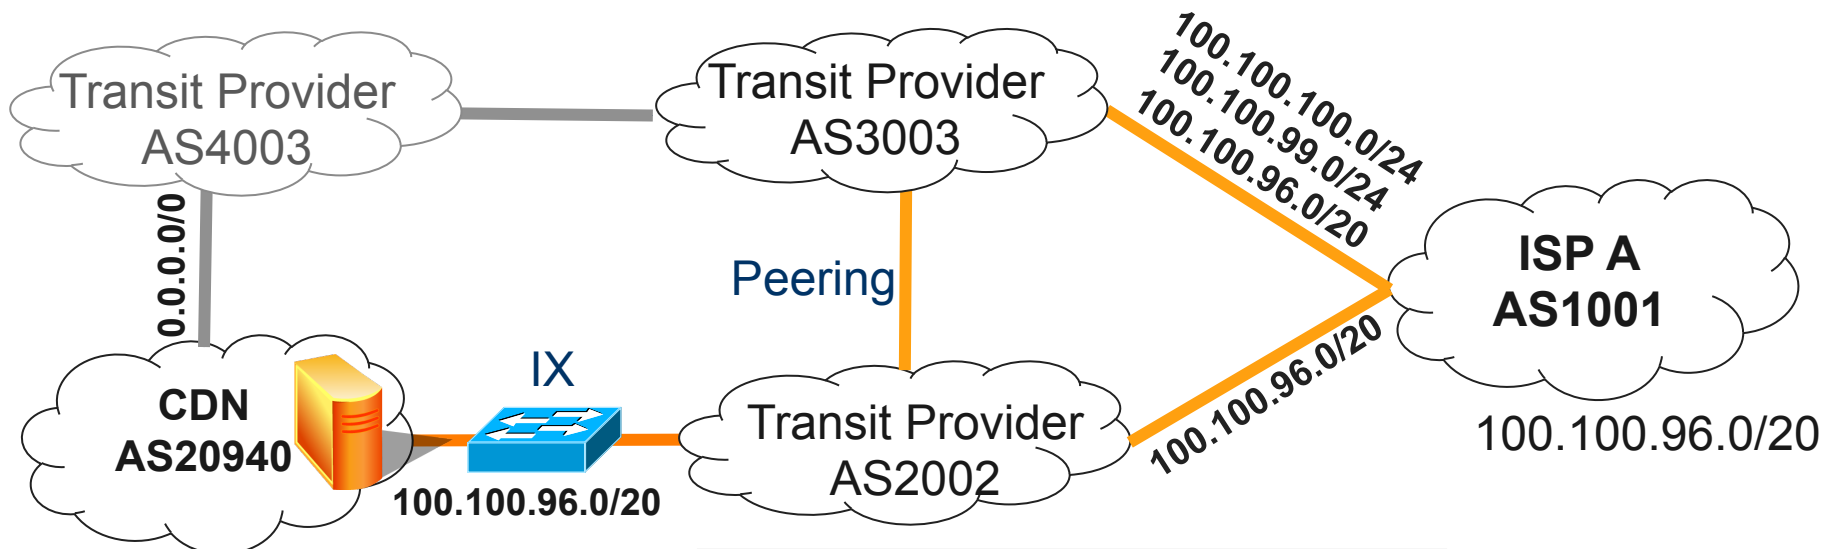 Transit Provider
AS4003
Transit Provider
AS3003
100.100.100.0/24
100.100.99.0/24
100.100.96.0/20
0.0.0.0/0
Peering
ISP A
AS1001
100.100.96.0/20
CDN
AS20940
IX
100.100.96.0/20
Transit Provider
AS2002
100.100.96.0/20